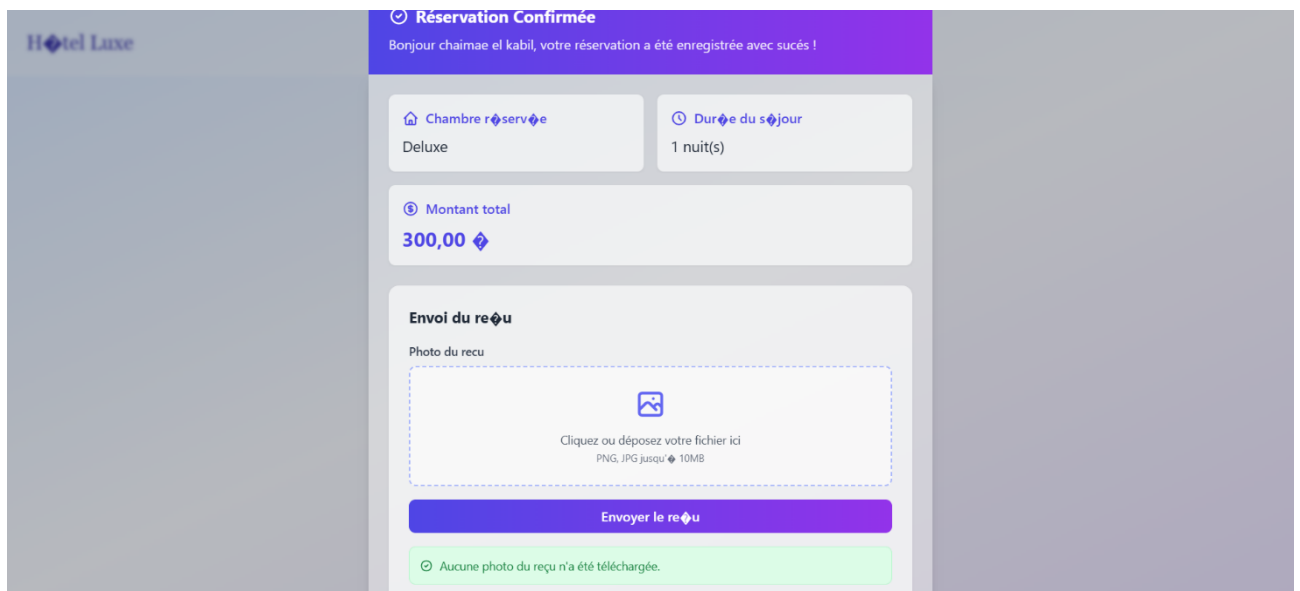 H�tel Luxe
Réservation Confirmée
Bonjour chaimae el kabil, votre réservation a été enregistrée avec sucés !
Chambre r�serv�e
Deluxe
Dur�e du s�jour
1 nuit(s)
Montant total
300,00 �
Envoi du re�u
Photo du recu
Cliquez ou déposez votre fichier ici
PNG, JPG jusqu'� 10MB
Envoyer le re�u
Aucune photo du reçu n'a été téléchargée.